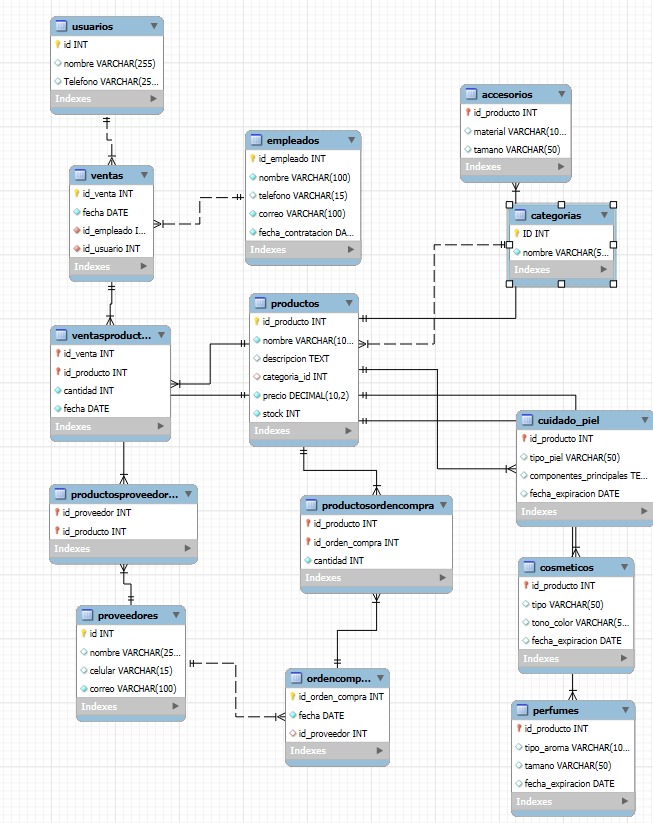 usuarios
id INT
nombre VARCHAR(255)
Telefono VARCHAR(25...
Indexes
accesorios
id_producto INT
material VARCHAR(10...
tamano VARCHAR(50)
Indexes
empleados
id_empleado INT
nombre VARCHAR(100)
telefono VARCHAR(15)
correo VARCHAR(100)
fecha_contratacion DA...
Indexes
ventas
id_venta INT
fecha DATE
id_empleado I...
id_usuario INT
Indexes
categorias
ID INT
nombre VARCHAR(5...
Indexes
productos
id_producto INT
nombre VARCHAR(10...
descripcion TEXT
categoria_id INT
precio DECIMAL(10,2)
stock INT
Indexes
ventasproduct...
id_venta INT
id_producto INT
cantidad INT
fecha DATE
Indexes
cuidado_piel
id_producto INT
tipo_piel VARCHAR(50)
componentes_principales TE...
fecha_expiracion DATE
Indexes
productosproveedor...
id_proveedor INT
id_producto INT
Indexes
productosordencompra
id_producto INT
id_orden_compra INT
cantidad INT
Indexes
cosmeticos
id_producto INT
tipo VARCHAR(50)
tono_color VARCHAR(5...
fecha_expiracion DATE
Indexes
proveedores
id INT
nombre VARCHAR(25...
celular VARCHAR(15)
correo VARCHAR(100)
Indexes
ordencomp...
id_orden_compra INT
fecha DATE
id_proveedor INT
Indexes
perfumes
id_producto INT
tipo_aroma VARCHAR(10...
tamano VARCHAR(50)
fecha_expiracion DATE
Indexes